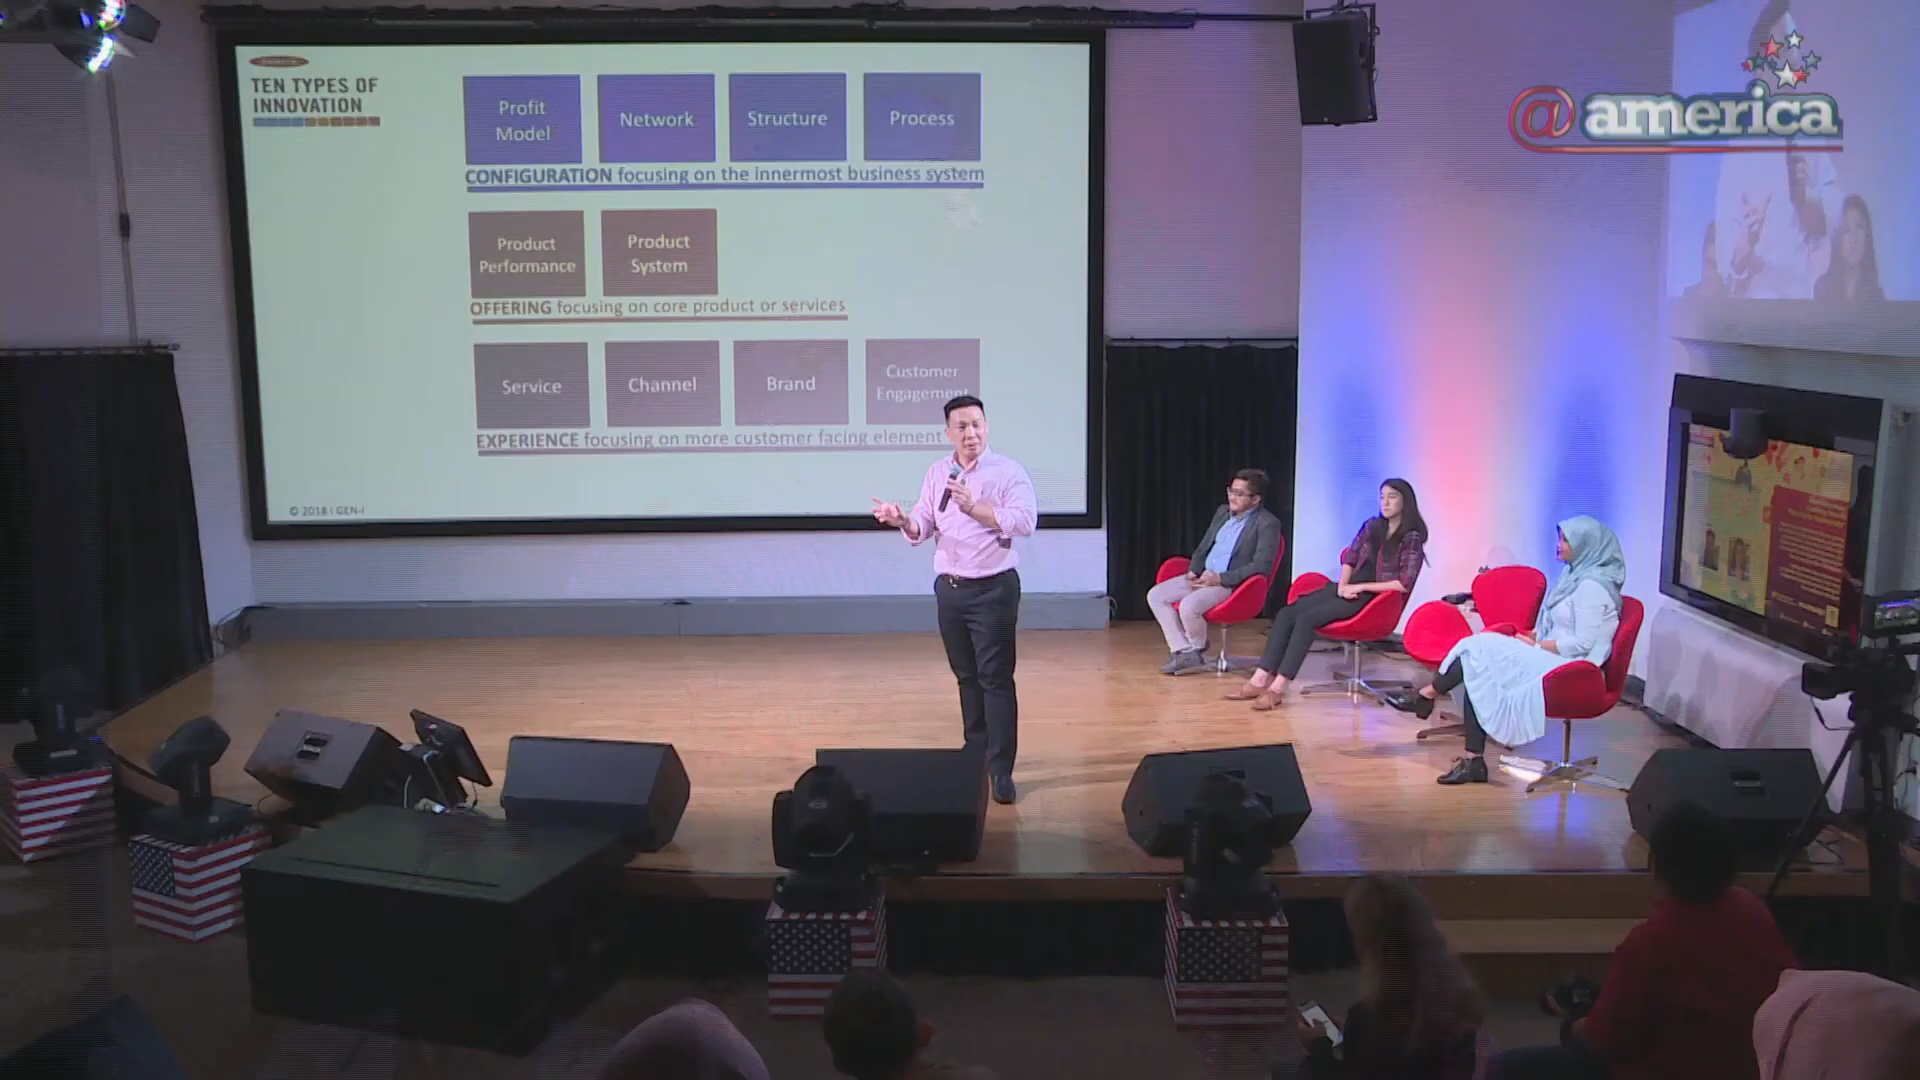 TEN TYPES OF
INNOVATION
Profit
Model
Network
Structure
Process
CONFIGURATION focusing on the innermost business system
Product
Performance
Product
System
OFFERING focusing on core product or services
Service
Channel
Brand
Customer
Engagement
EXPERIENCE focusing on more customer facing element
© 2018 | GEN-i
@america